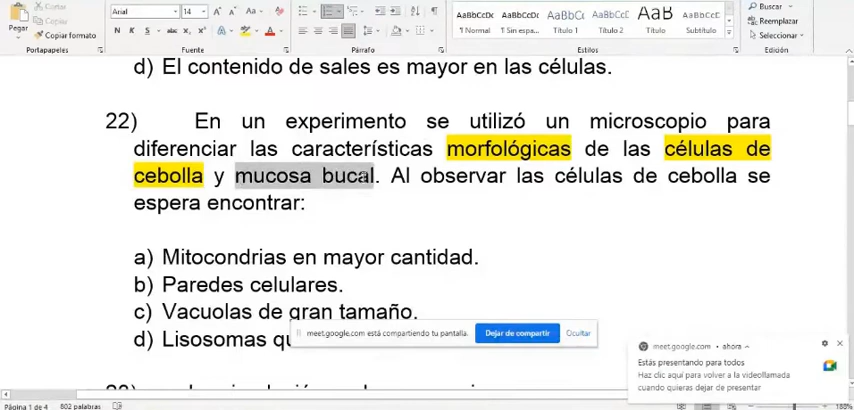 Cortar
Copiar
Pegar
Copiar formato
Portapapeles
Arial 14
Fuente
Párrafo
AaBbCcDc AaBbCcDc AaBbCc AaBbCcC AaB AaBbCcC
¶ Normal ¶ Sin espa... Título 1 Título 2 Título Subtítulo
Estilos
Buscar
Reemplazar
Seleccionar
Edición
d) El contenido de sales es mayor en las células.
22) En un experimento se utilizó un microscopio para
diferenciar las características morfológicas de las células de
cebolla y mucosa bucal. Al observar las células de cebolla se
espera encontrar:
a) Mitocondrias en mayor cantidad.
b) Paredes celulares.
c) Vacuolas de gran tamaño.
d) Lisosomas
meet.google.com está compartiendo tu pantalla. Dejar de compartir Ocultar
meet.google.com • ahora
Estás presentando para todos
Haz clic aquí para volver a la videollamada
cuando quieras dejar de presentar
Página 1 de 4 802 palabras 188%